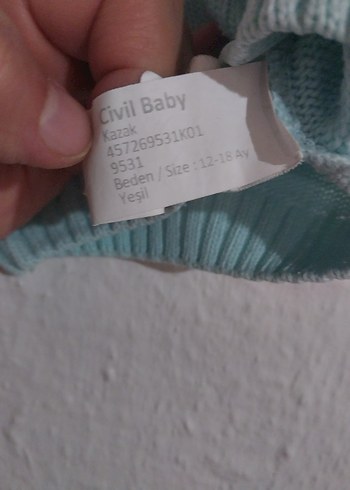 Civil Baby
Kazak
457269531K01
9531
Beden / Size : 12-18 Ay
Yeşil